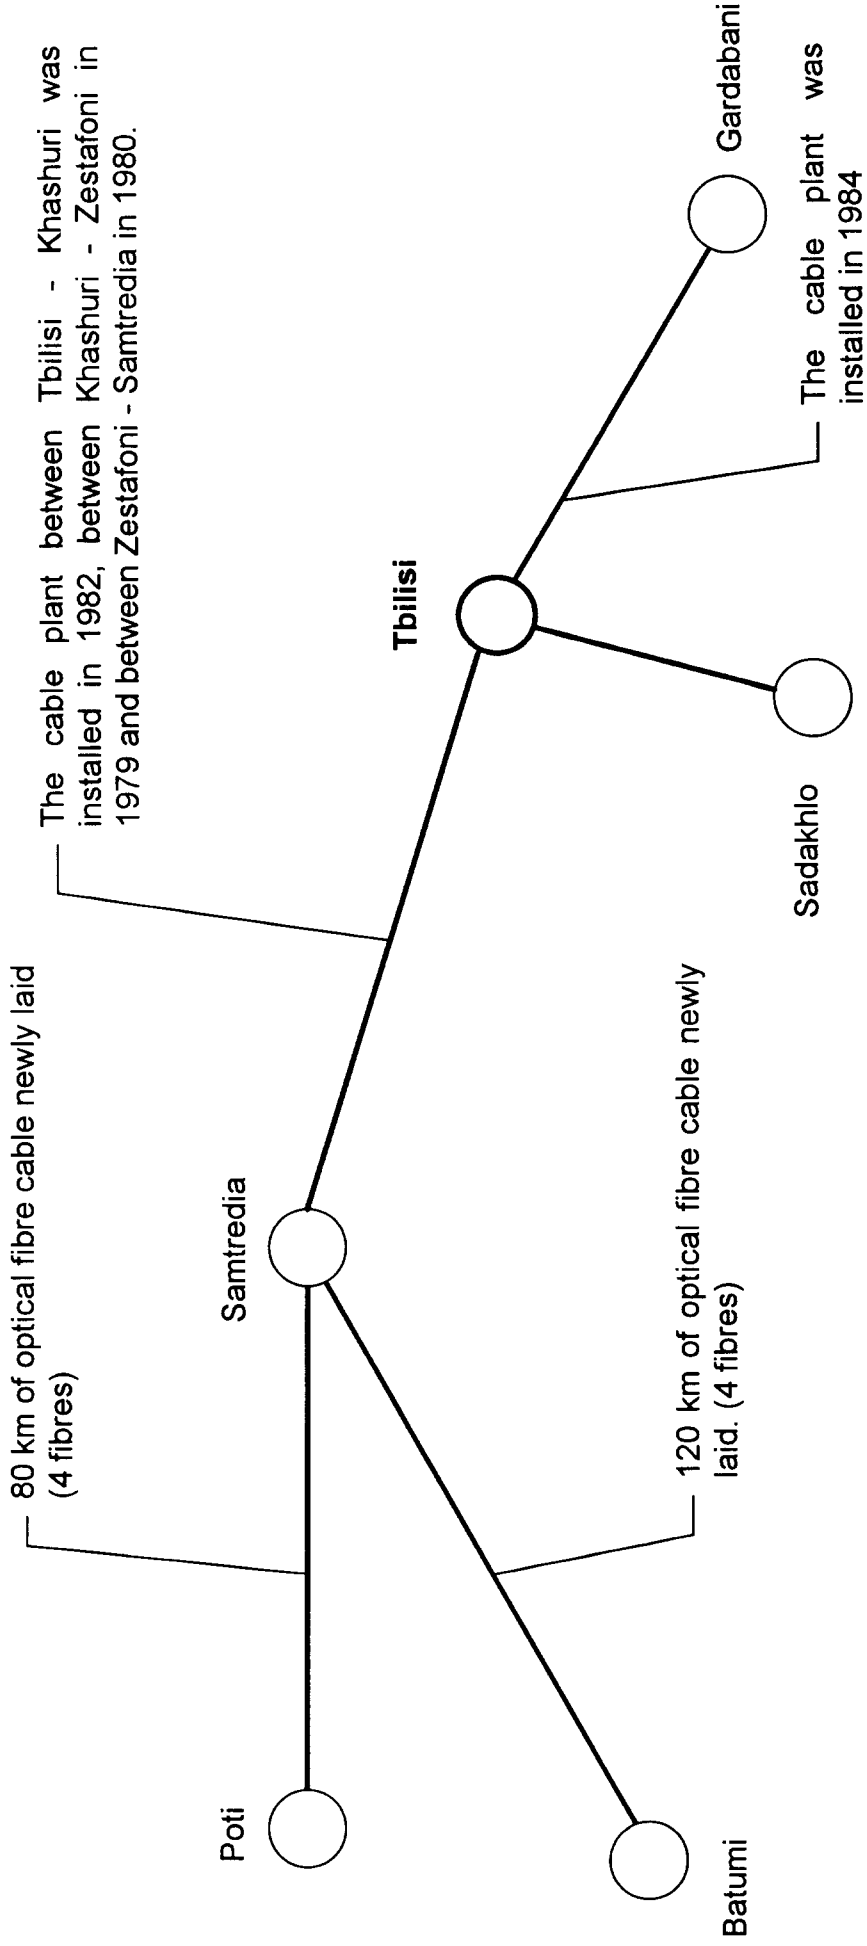 The cable plant between Tbilisi - Khashuri was
installed in 1982, between Khashuri - Zestafoni in
1979 and between Zestafoni - Samtredia in 1980.
80 km of optical fibre cable newly laid
(4 fibres)
Poti
Samtredia
Tbilisi
Gardabani
Batumi
120 km of optical fibre cable newly
laid. (4 fibres)
Sadakhlo
The cable plant was
installed in 1984